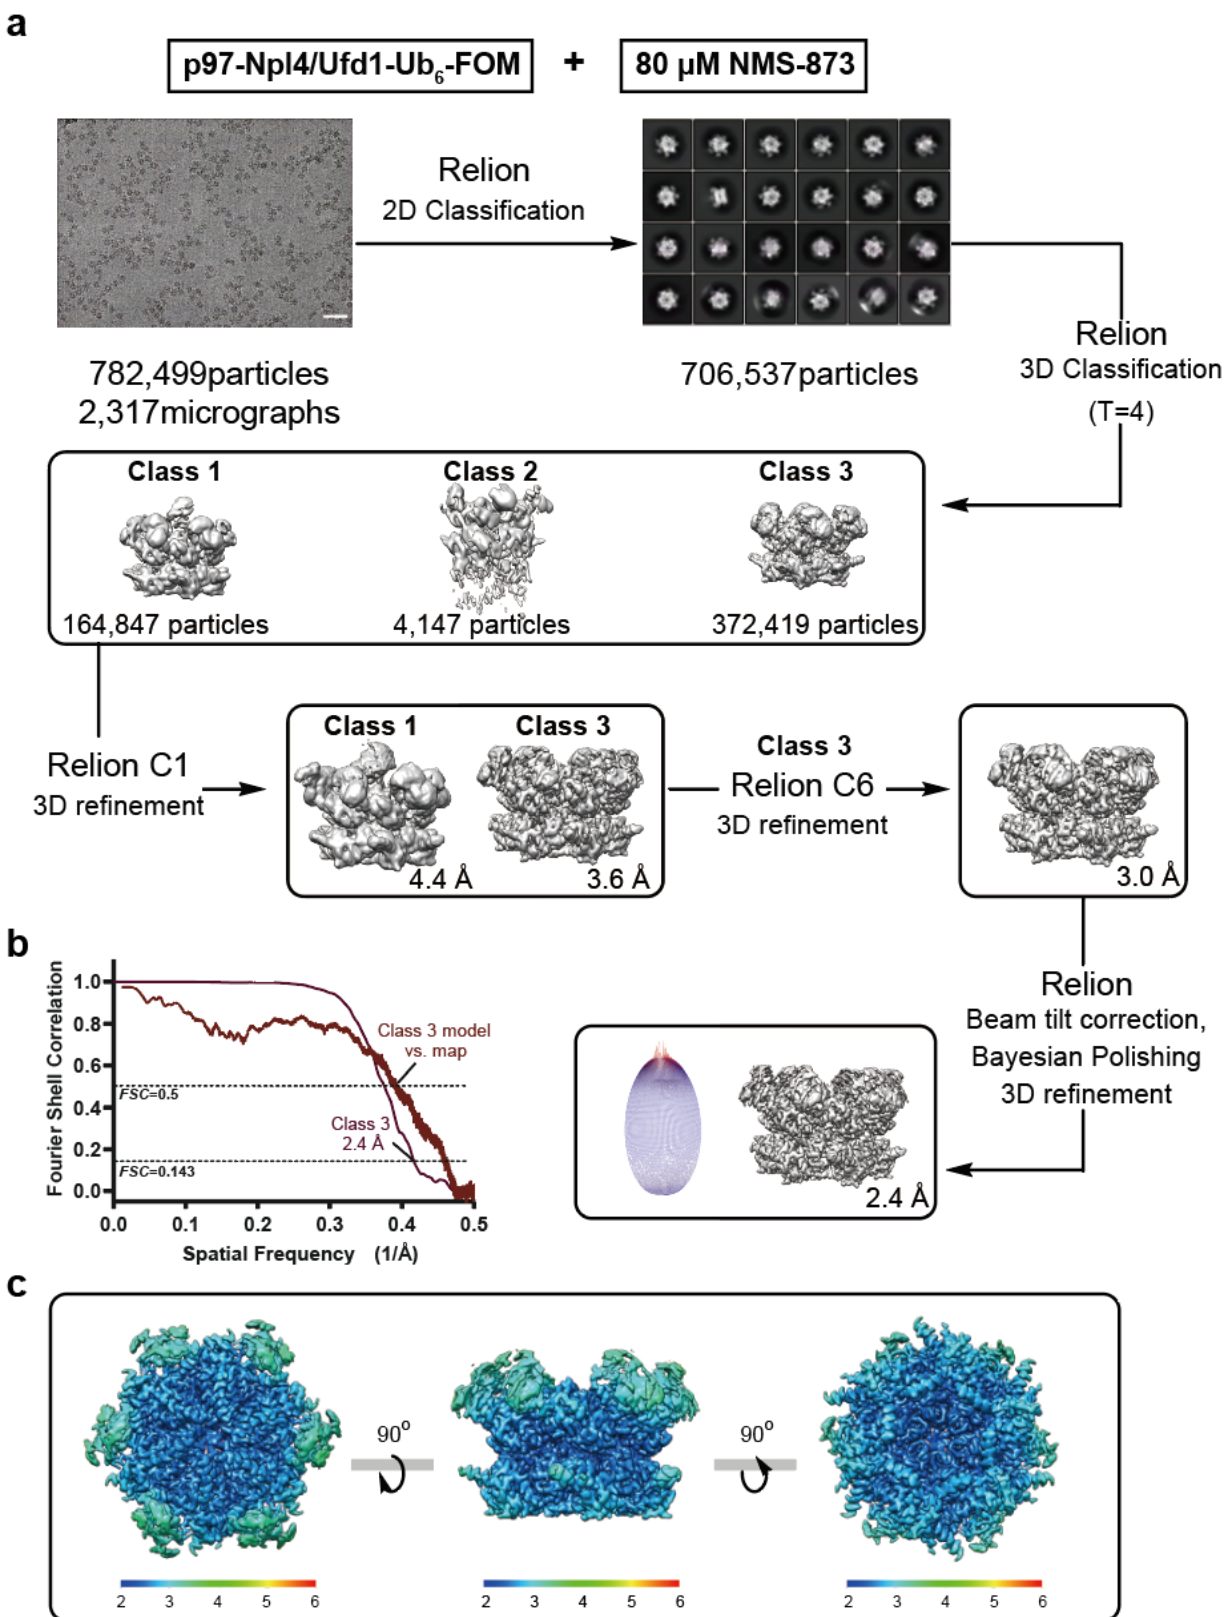 a
p97-Npl4/Ufd1-Ub6-FOM + 80 µM NMS-873
Relion
2D Classification
782,499particles
2,317micrographs
706,537particles
Relion
3D Classification
(T=4)
Class 1 Class 2 Class 3
164,847 particles 4,147 particles 372,419 particles
Relion C1
3D refinement
Class 1 Class 3
4.4 Å 3.6 Å
Class 3
Relion C6
3D refinement
3.0 Å
Relion
Beam tilt correction,
Bayesian Polishing
3D refinement
2.4 Å
b
Fourier Shell Correlation
1.0
0.8
0.6
0.4
0.2
0.0
Class 3 model
vs. map
FSC=0.5
Class 3
2.4 Å
FSC=0.143
0.0 0.1 0.2 0.3 0.4 0.5
Spatial Frequency (1/Å)
c
90° 90°
2 3 4 5 6 2 3 4 5 6 2 3 4 5 6